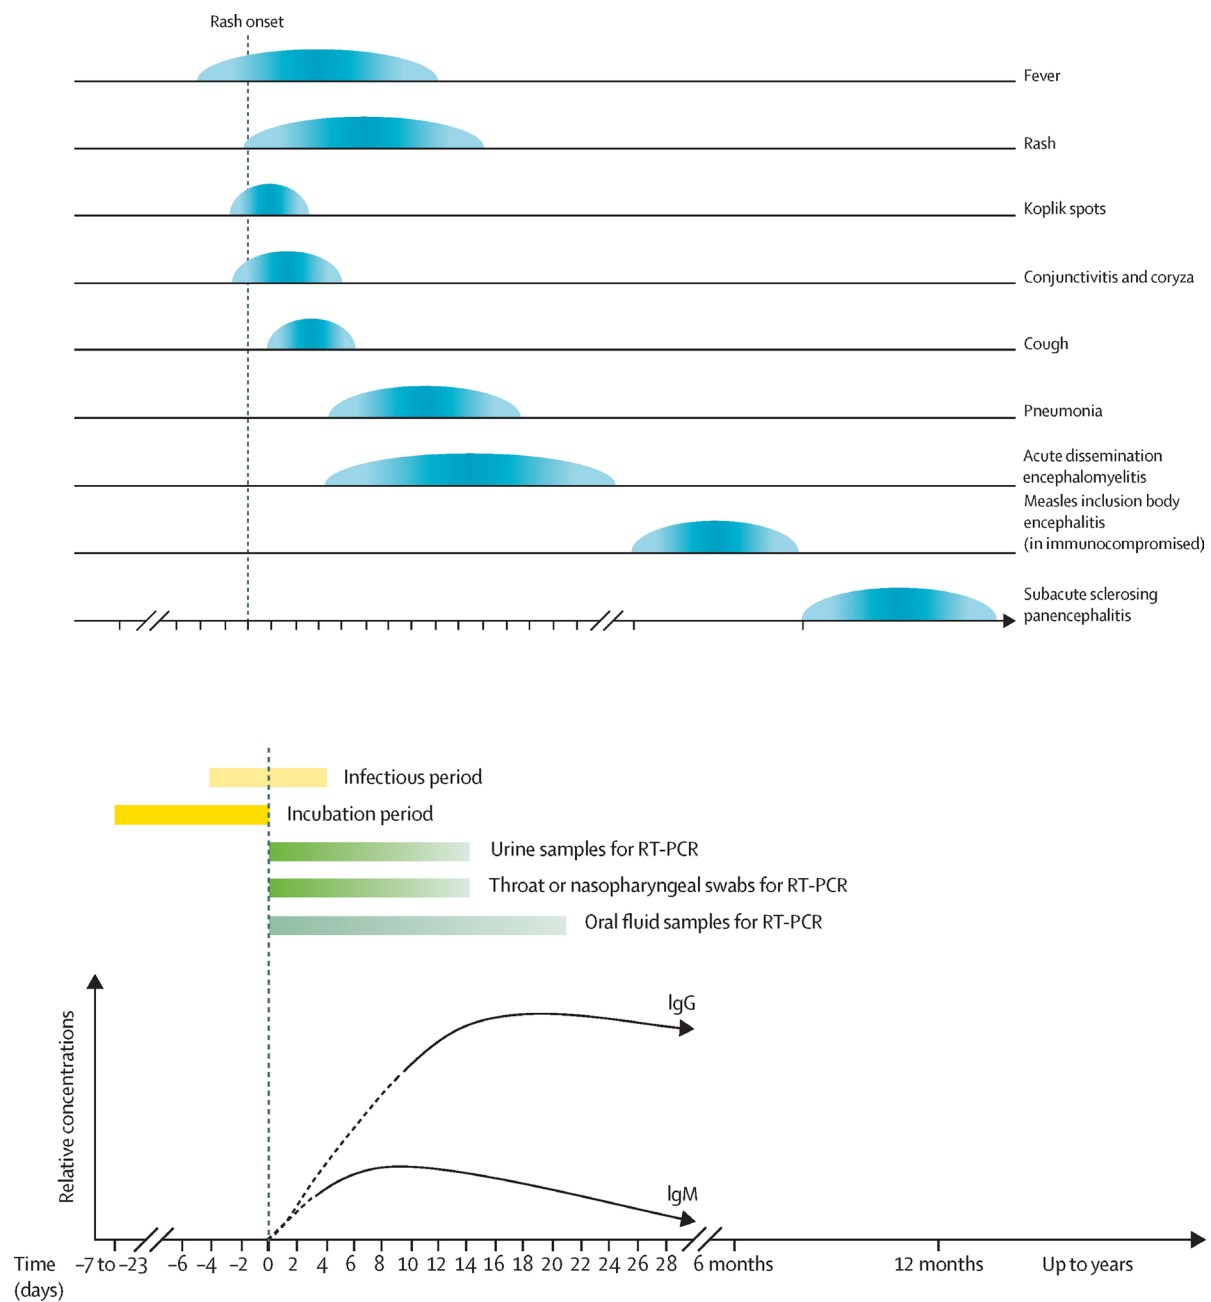 Rash onset
Fever
Rash
Koplik spots
Conjunctivitis and coryza
Cough
Pneumonia
Acute dissemination
encephalomyelitis
Measles inclusion body
encephalitis
(in immunocompromised)
Subacute sclerosing
panencephalitis
Infectious period
Incubation period
Urine samples for RT-PCR
Throat or nasopharyngeal swabs for RT-PCR
Oral fluid samples for RT-PCR
Relative concentrations
IgG
IgM
Time
(days)
−7 to −23 −6 −4 −2 0 2 4 6 8 10 12 14 16 18 20 22 24 26 28 6 months 12 months Up to years